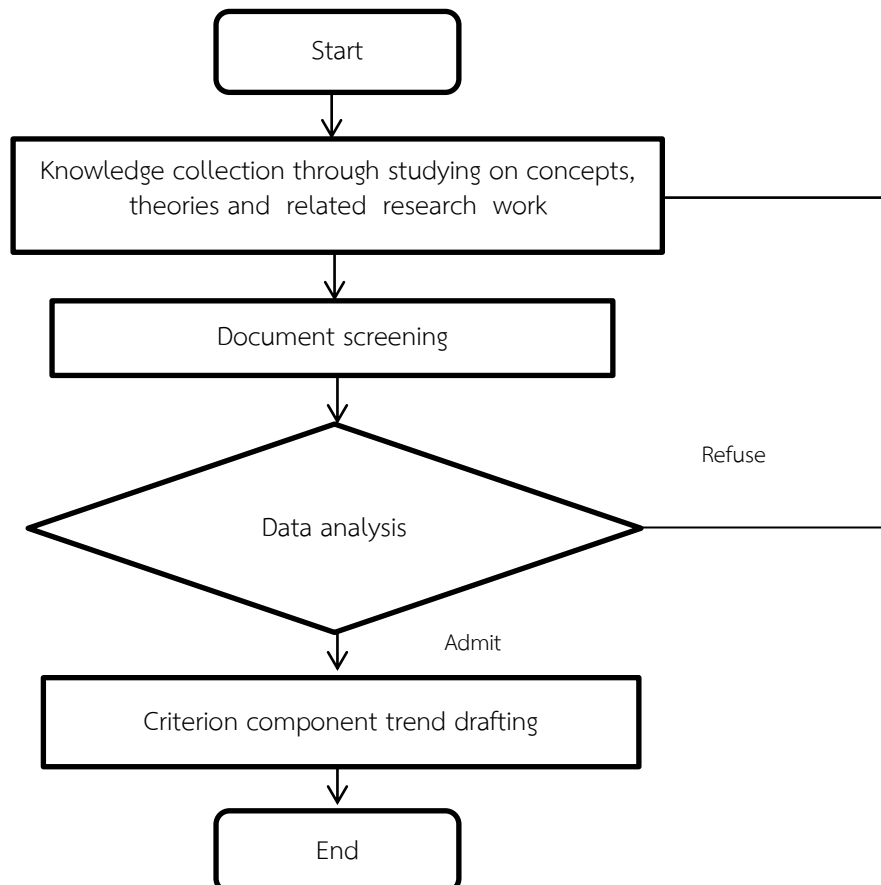 Start
Knowledge collection through studying on concepts,
theories and related research work
Document screening
Refuse
Data analysis
Admit
Criterion component trend drafting
End